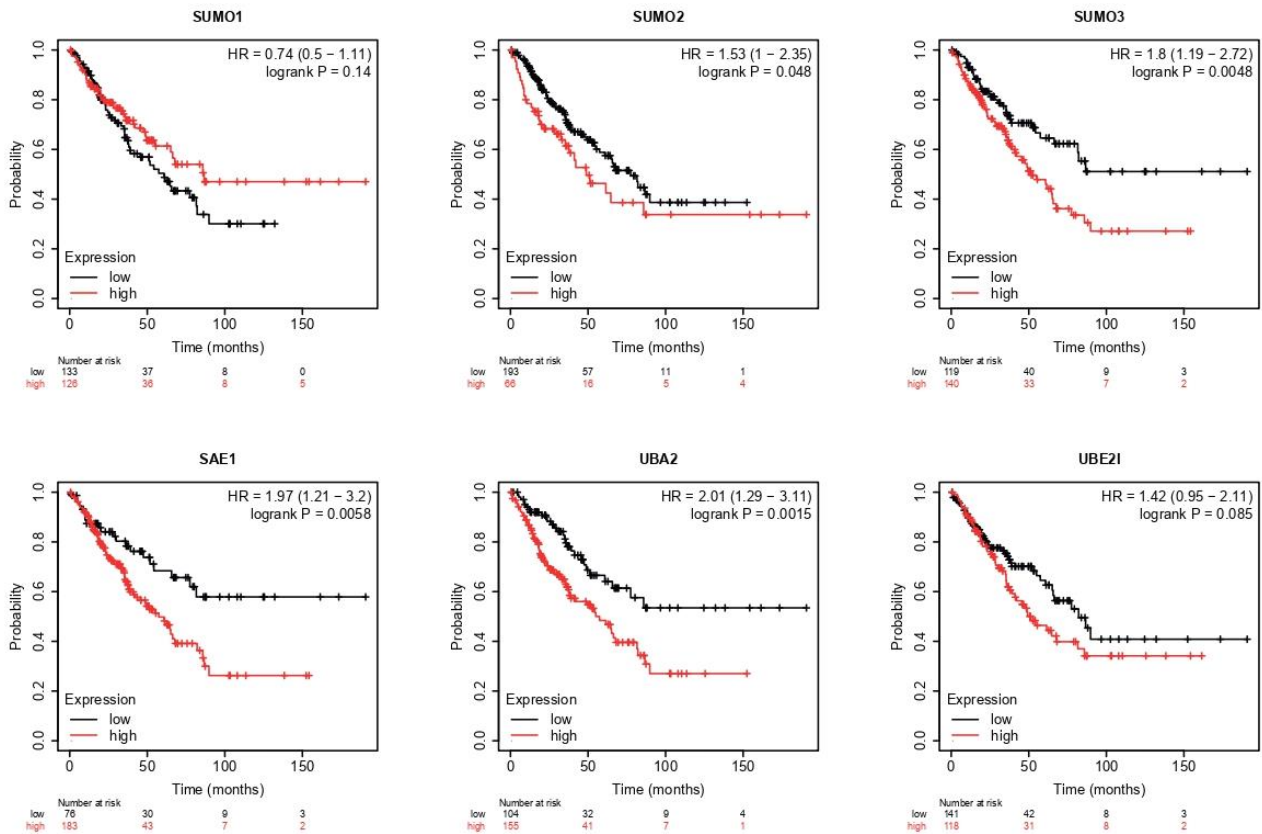 SUMO1
HR = 0.74 (0.5 − 1.11)
logrank P = 0.14
Probability
1.0
0.8
0.6
0.4
0.2
0.0
Expression
low
high
0 50 100 150
Time (months)
Number at risk
low 133 37 8 0
high 126 36 8 5
SUMO2
HR = 1.53 (1 − 2.35)
logrank P = 0.048
Probability
1.0
0.8
0.6
0.4
0.2
0.0
Expression
low
high
0 50 100 150
Time (months)
Number at risk
low 193 57 11 1
high 66 16 5 4
SUMO3
HR = 1.8 (1.19 − 2.72)
logrank P = 0.0048
Probability
1.0
0.8
0.6
0.4
0.2
0.0
Expression
low
high
0 50 100 150
Time (months)
Number at risk
low 119 40 9 3
high 140 33 7 2
SAE1
HR = 1.97 (1.21 − 3.2)
logrank P = 0.0058
Probability
1.0
0.8
0.6
0.4
0.2
0.0
Expression
low
high
0 50 100 150
Time (months)
Number at risk
low 76 30 9 3
high 183 43 7 2
UBA2
HR = 2.01 (1.29 − 3.11)
logrank P = 0.0015
Probability
1.0
0.8
0.6
0.4
0.2
0.0
Expression
low
high
0 50 100 150
Time (months)
Number at risk
low 104 32 9 4
high 155 41 7 1
UBE2I
HR = 1.42 (0.95 − 2.11)
logrank P = 0.085
Probability
1.0
0.8
0.6
0.4
0.2
0.0
Expression
low
high
0 50 100 150
Time (months)
Number at risk
low 141 42 8 3
high 118 31 8 2